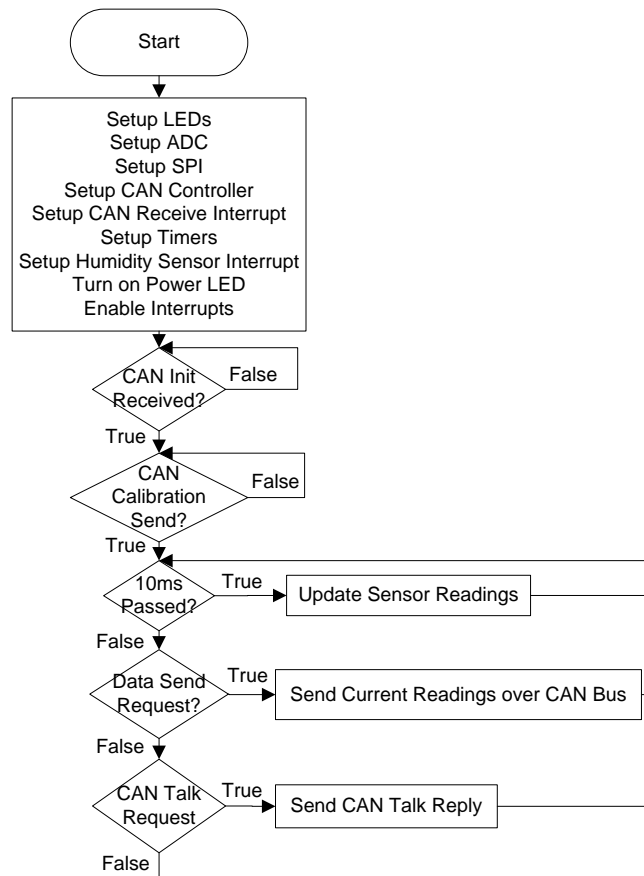 Start
Setup LEDs
Setup ADC
Setup SPI
Setup CAN Controller
Setup CAN Receive Interrupt
Setup Timers
Setup Humidity Sensor Interrupt
Turn on Power LED
Enable Interrupts
CAN Init
Received?
False
True
CAN
Calibration
Send?
False
True
10ms
Passed?
True
Update Sensor Readings
False
Data Send
Request?
True
Send Current Readings over CAN Bus
False
CAN Talk
Request
True
Send CAN Talk Reply
False